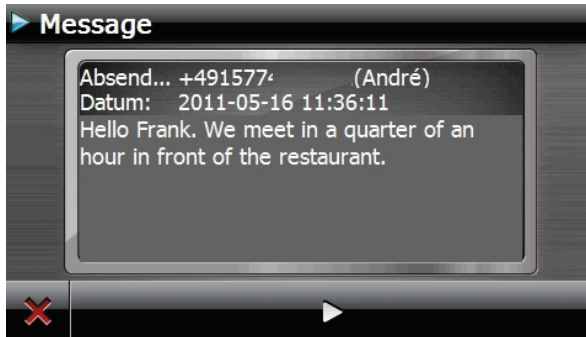 Message
Absend... +491577 (André)
Datum: 2011-05-16 11:36:11
Hello Frank. We meet in a quarter of an
hour in front of the restaurant.